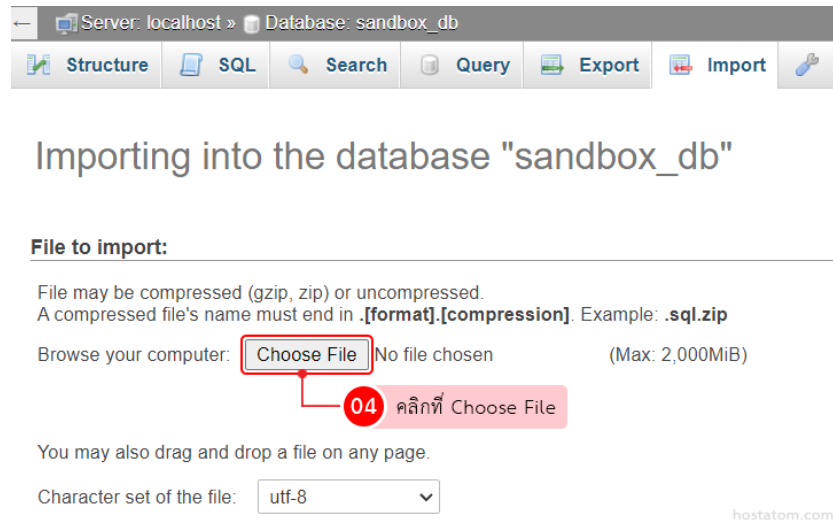 ← Server: localhost » Database: sandbox_db
Structure SQL Search Query Export Import
Importing into the database "sandbox_db"
File to import:
File may be compressed (gzip, zip) or uncompressed.
A compressed file's name must end in .[format].[compression]. Example: .sql.zip
Browse your computer: Choose File No file chosen (Max: 2,000MiB)
04 คลิกที่ Choose File
You may also drag and drop a file on any page.
Character set of the file: utf-8
hostatom.com